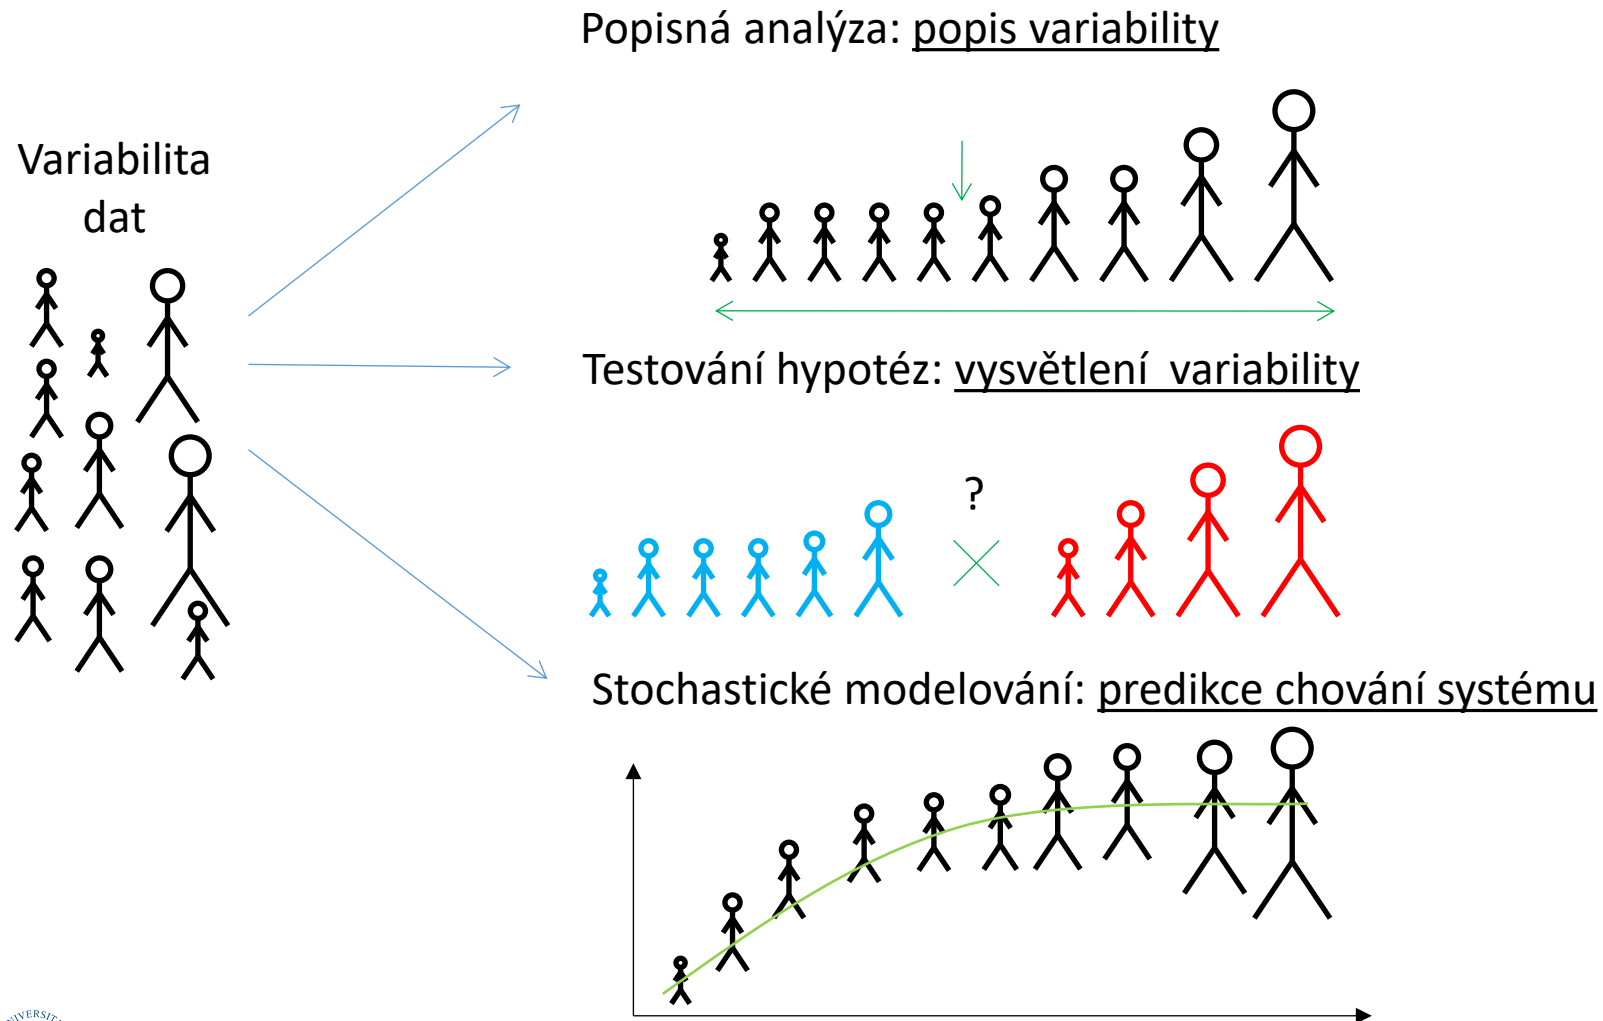 Popisná analýza: popis variability
Variabilita
dat
Testování hypotéz: vysvětlení  variability
?
Stochastické modelování: predikce chování systému